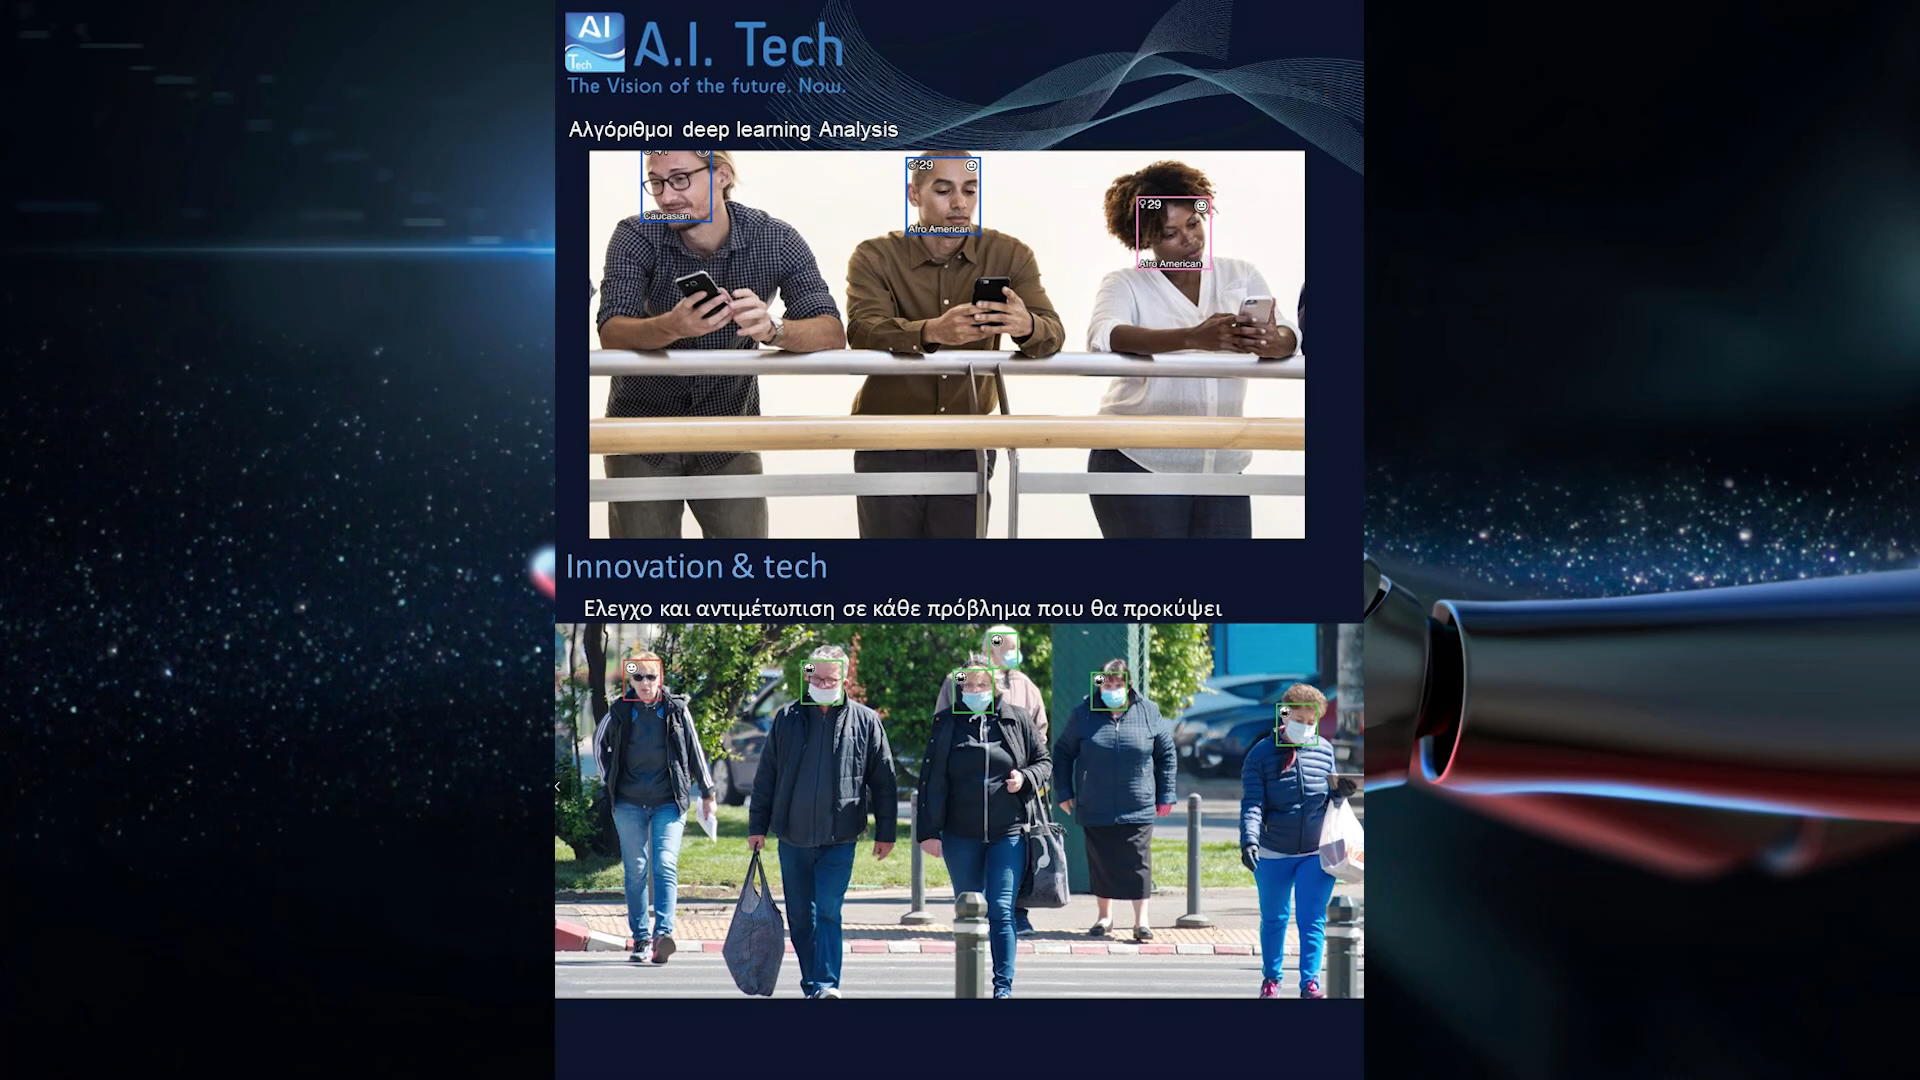 AI
Tech
A.I. Tech
The Vision of the future. Now.
Αλγόριθμοι deep learning Analysis
29
29
Caucasian
Afro American
Afro American
Innovation & tech
Ελεγχο και αντιμέτωπιση σε κάθε πρόβλημα ποιυ θα προκύψει